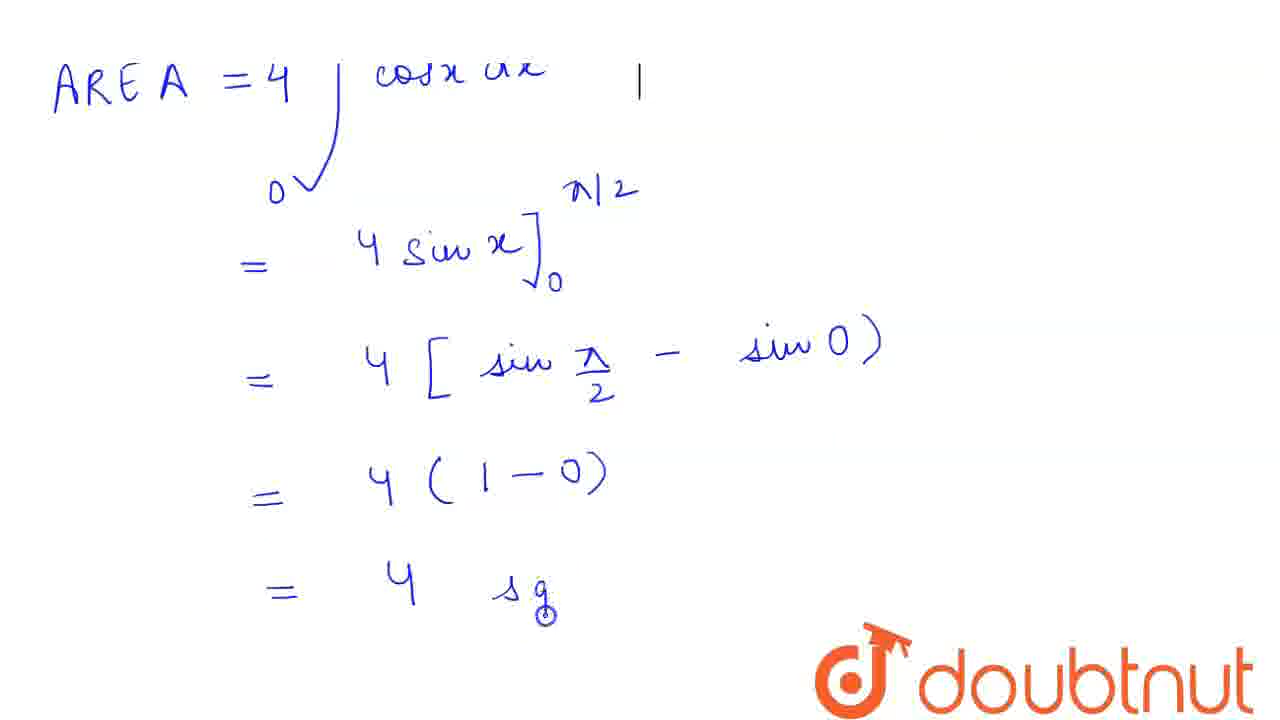 AREA = 4 ∫ cosx dx
0
π/2
= 4 sin x]
0
= 4 [ sin π/2 - sin 0)
= 4 ( 1 - 0)
= 4 sq
doubtnut